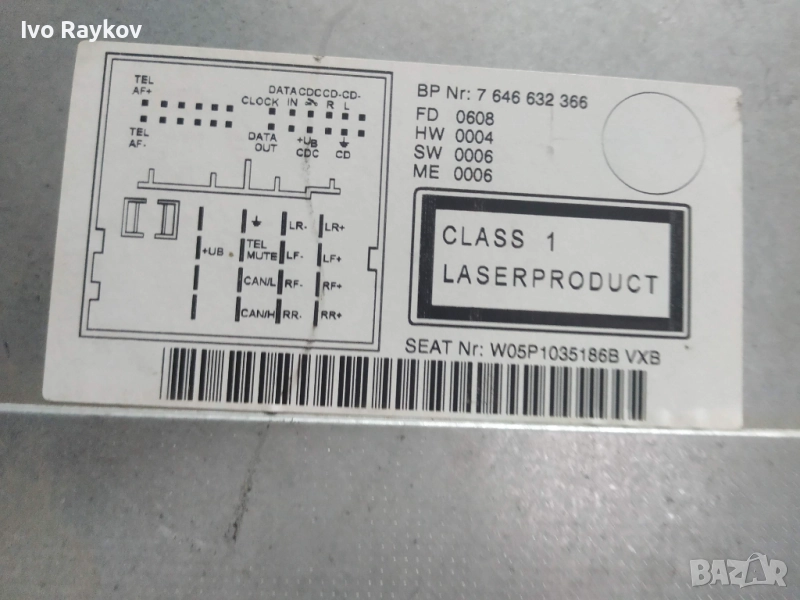 Ivo Raykov
TEL
AF+
DATA CDC CD- CD-
CLOCK IN R L
TEL
AF-
DATA +UB
OUT CDC CD
LR- LR+
+UB TEL
MUTE LF- LF+
CAN/L RF- RF+
CAN/H RR- RR+
BP Nr: 7 646 632 366
FD 0608
HW 0004
SW 0006
ME 0006
CLASS 1
LASERPRODUCT
SEAT Nr: W05P1035186B VXB
BAZAR